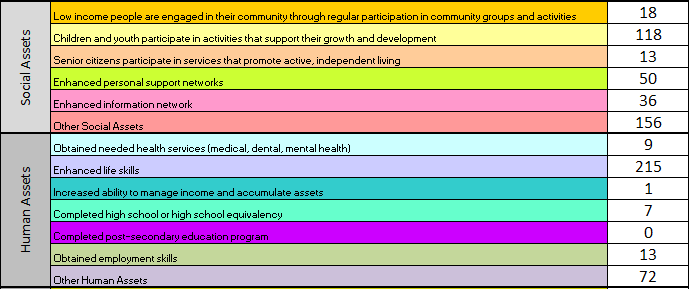 Social Assets
Low income people are engaged in their community through regular participation in community groups and activities 18
Children and youth participate in activities that support their growth and development 118
Senior citizens participate in services that promote active, independent living 13
Enhanced personal support networks 50
Enhanced information network 36
Other Social Assets 156
Human Assets
Obtained needed health services (medical, dental, mental health) 9
Enhanced life skills 215
Increased ability to manage income and accumulate assets 1
Completed high school or high school equivalency 7
Completed post-secondary education program 0
Obtained employment skills 13
Other Human Assets 72